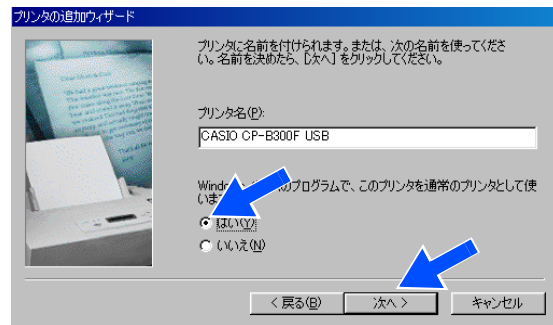 プリンタの追加ウィザード
プリンタに名前を付けられます。または、次の名前を使ってくださ
い。名前を決めたら、[次へ] をクリックしてください。
プリンタ名(P):
CASIO CP-B300F USB
のプログラムで、このプリンタを通常のプリンタとして使
いま
はい(Y)
いいえ(N)
< 戻る(B)
次へ >
キャンセル